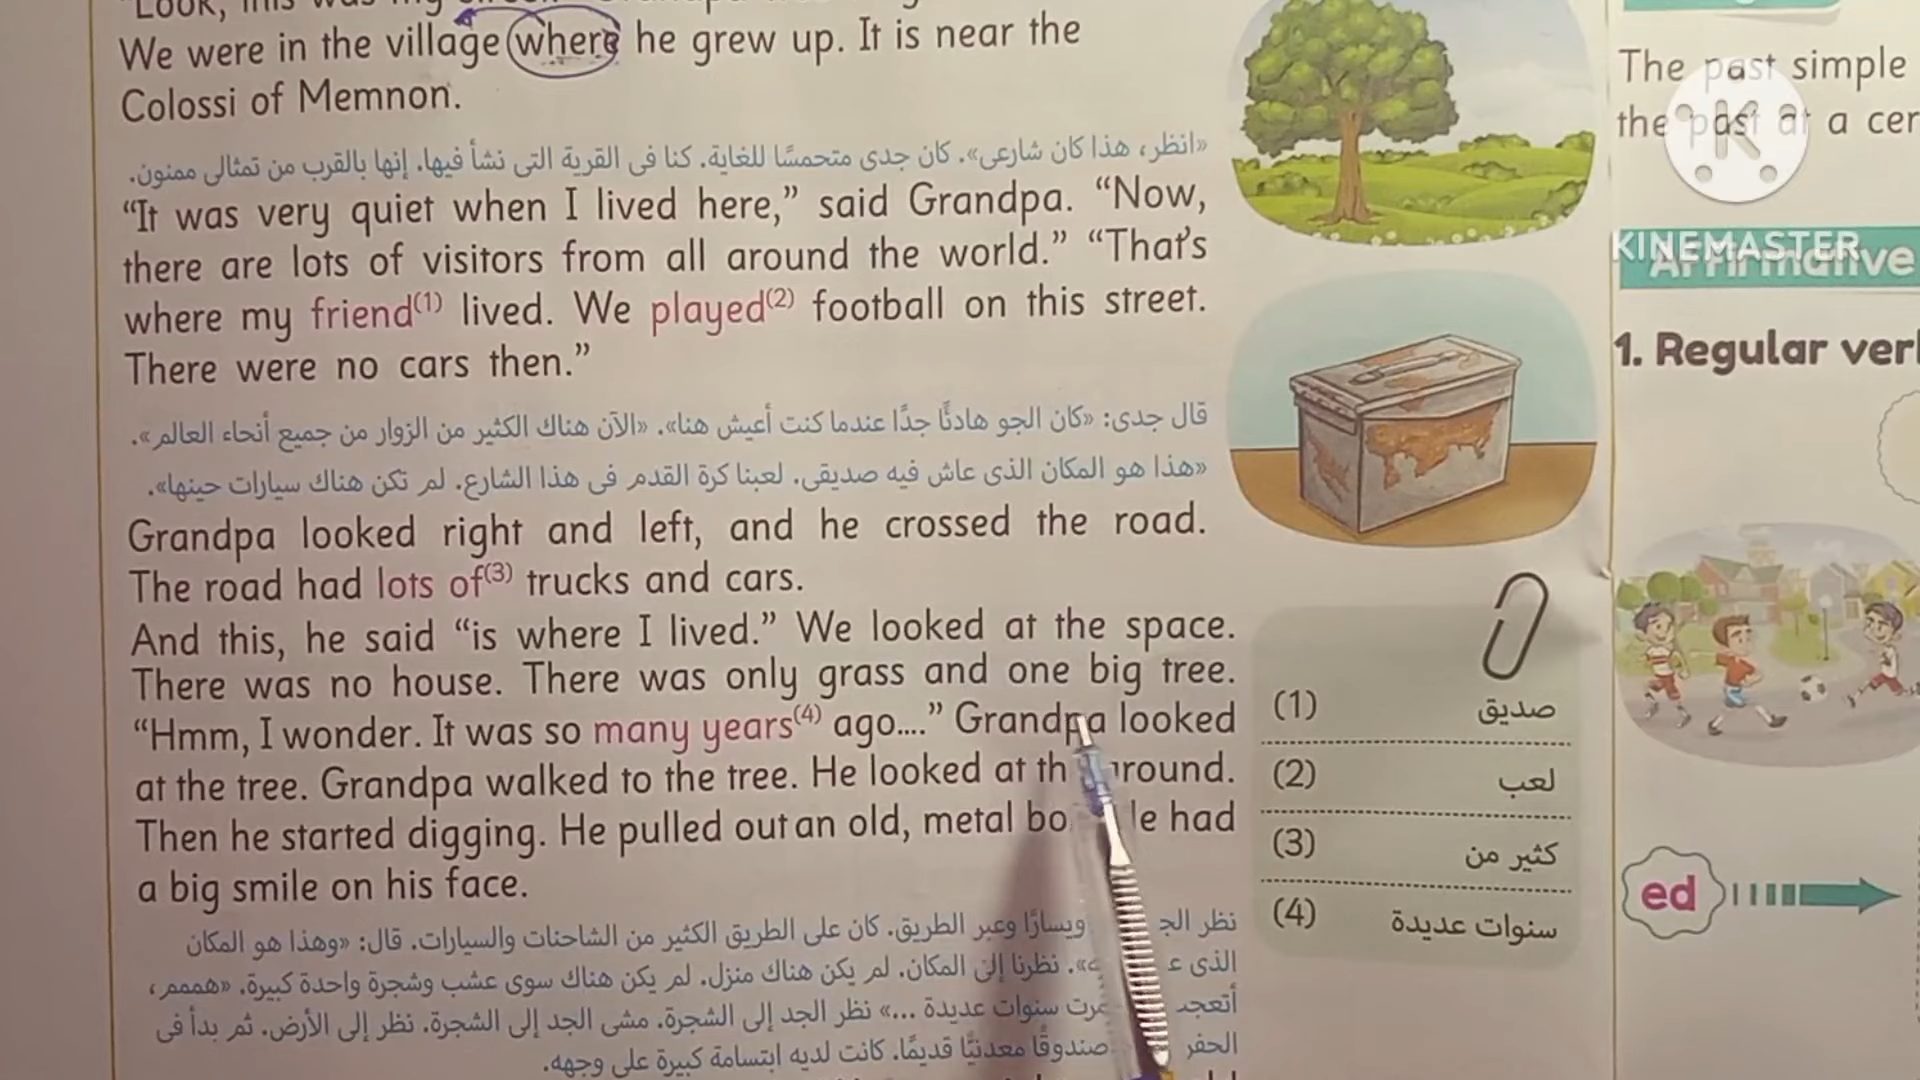 "Look, this was my
We were in the village where he grew up. It is near the
Colossi of Memnon.
«انظر، هذا كان شارعى». كان جدى متحمسًا للغاية. كنا فى القرية التى نشأ فيها. إنها بالقرب من تمثالى ممنون.
“It was very quiet when I lived here,” said Grandpa. “Now,
there are lots of visitors from all around the world.” “That's
where my friend(1) lived. We played(2) football on this street.
There were no cars then.”
قال جدى: «كان الجو هادئًا جدًا عندما كنت أعيش هنا». «الآن هناك الكثير من الزوار من جميع أنحاء العالم».
«هذا هو المكان الذى عاش فيه صديقى. لعبنا كرة القدم فى هذا الشارع. لم تكن هناك سيارات حينها».
Grandpa looked right and left, and he crossed the road.
The road had lots of(3) trucks and cars.
And this, he said “is where I lived.” We looked at the space.
There was no house. There was only grass and one big tree.
“Hmm, I wonder. It was so many years(4) ago....” Grandpa looked
at the tree. Grandpa walked to the tree. He looked at
Then he started digging. He pulled out an old, metal had
a big smile on his face.
نظر ويسارًا وعبر الطريق. كان على الطريق الكثير من الشاحنات والسيارات. قال: «وهذا هو المكان
الذى نظرنا إلى المكان. لم يكن هناك منزل. لم يكن هناك سوى عشب وشجرة واحدة كبيرة. «هممم،
سنوات عديدة ...» نظر الجد إلى الشجرة. مشى الجد إلى الشجرة. نظر إلى الأرض. ثم بدأ فى
الحفر صندوقًا معدنيًا قديمًا. كانت لديه ابتسامة كبيرة على وجهه.
(1) صديق
(2) لعب
(3) كثير من
(4) سنوات عديدة
The past simple
the past at a
KINEMASTER
Affirmative
1. Regular
ed